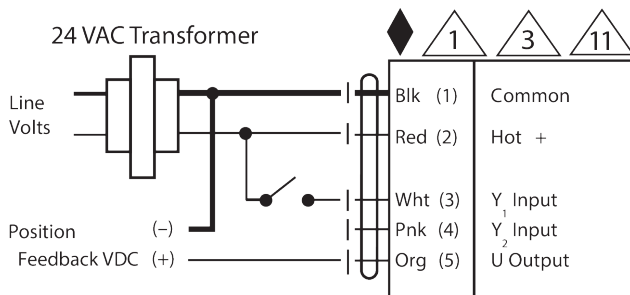 24 VAC Transformer
1 3 11
Line
Volts
Blk (1) Common
Red (2) Hot +
Wht (3) Y1 Input
Pnk (4) Y2 Input
Org (5) U Output
Position (–)
Feedback VDC (+)